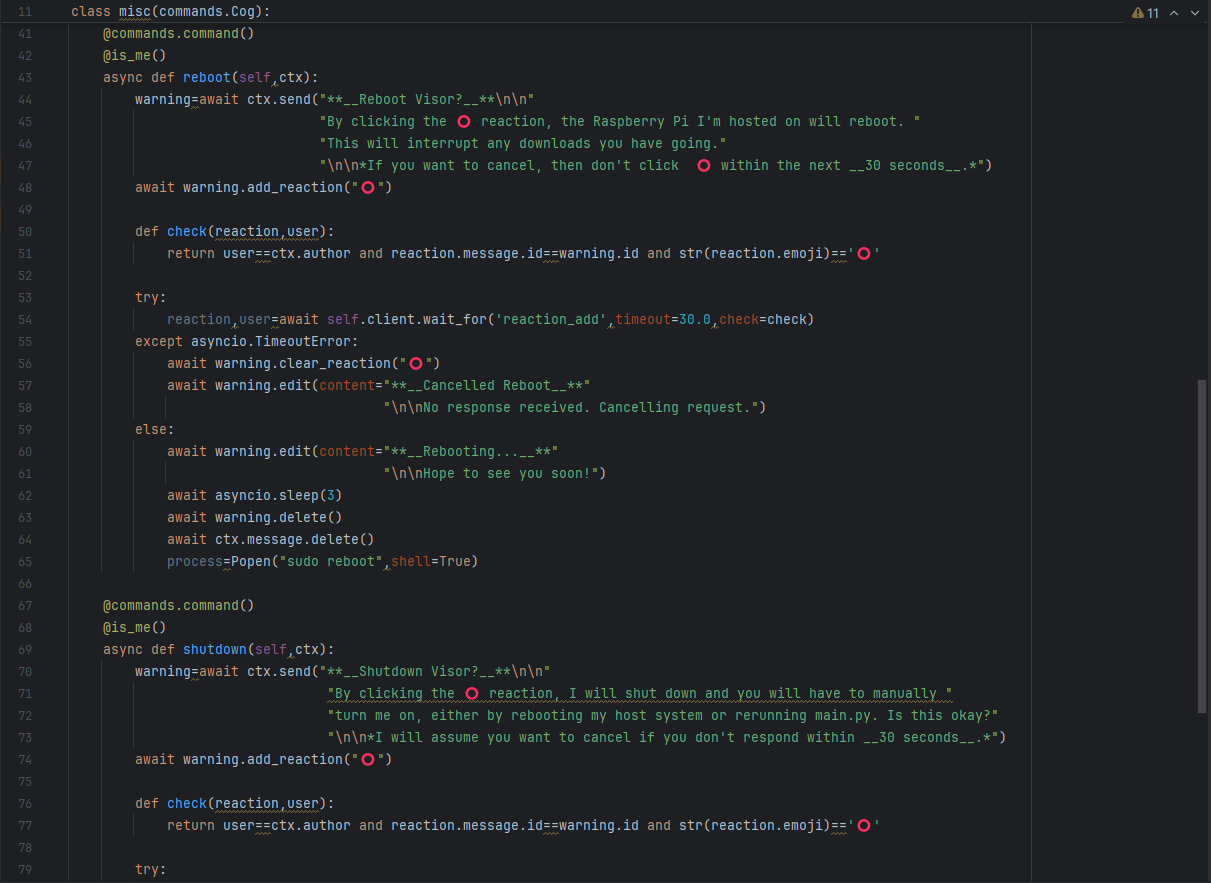 11 class misc(commands.Cog): 11
41 @commands.command()
42 @is_me()
43 async def reboot(self,ctx):
44 warning=await ctx.send("**__Reboot Visor?__**\n\n"
45 "By clicking the ⭕ reaction, the Raspberry Pi I'm hosted on will reboot. "
46 "This will interrupt any downloads you have going."
47 "\n\n*If you want to cancel, then don't click  ⭕ within the next __30 seconds__.*")
48 await warning.add_reaction("⭕")
49
50 def check(reaction,user):
51 return user==ctx.author and reaction.message.id==warning.id and str(reaction.emoji)=='⭕'
52
53 try:
54 reaction,user=await self.client.wait_for('reaction_add',timeout=30.0,check=check)
55 except asyncio.TimeoutError:
56 await warning.clear_reaction("⭕")
57 await warning.edit(content="**__Cancelled Reboot__**"
58 "\n\nNo response received. Cancelling request.")
59 else:
60 await warning.edit(content="**__Rebooting...__**"
61 "\n\nHope to see you soon!")
62 await asyncio.sleep(3)
63 await warning.delete()
64 await ctx.message.delete()
65 process=Popen("sudo reboot",shell=True)
66
67 @commands.command()
68 @is_me()
69 async def shutdown(self,ctx):
70 warning=await ctx.send("**__Shutdown Visor?__**\n\n"
71 "By clicking the ⭕ reaction, I will shut down and you will have to manually "
72 "turn me on, either by rebooting my host system or rerunning main.py. Is this okay?"
73 "\n\n*I will assume you want to cancel if you don't respond within __30 seconds__.*")
74 await warning.add_reaction("⭕")
75
76 def check(reaction,user):
77 return user==ctx.author and reaction.message.id==warning.id and str(reaction.emoji)=='⭕'
78
79 try: